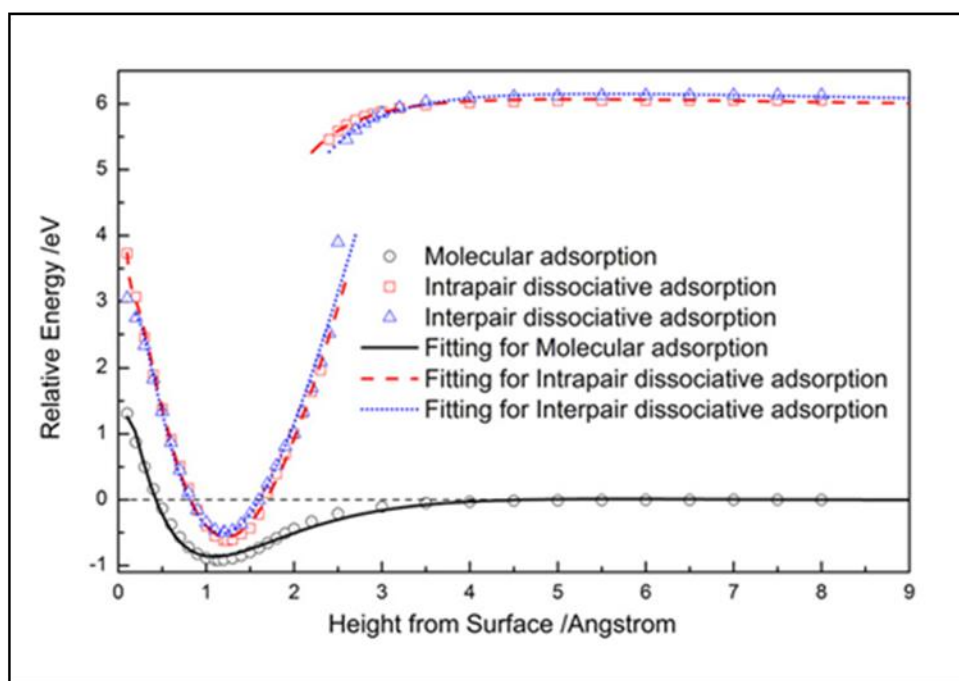 6
5
4
3
2
1
0
-1
Relative Energy /eV
Molecular adsorption
Intrapair dissociative adsorption
Interpair dissociative adsorption
Fitting for Molecular adsorption
Fitting for Intrapair dissociative adsorption
Fitting for Interpair dissociative adsorption
0 1 2 3 4 5 6 7 8 9
Height from Surface /Angstrom